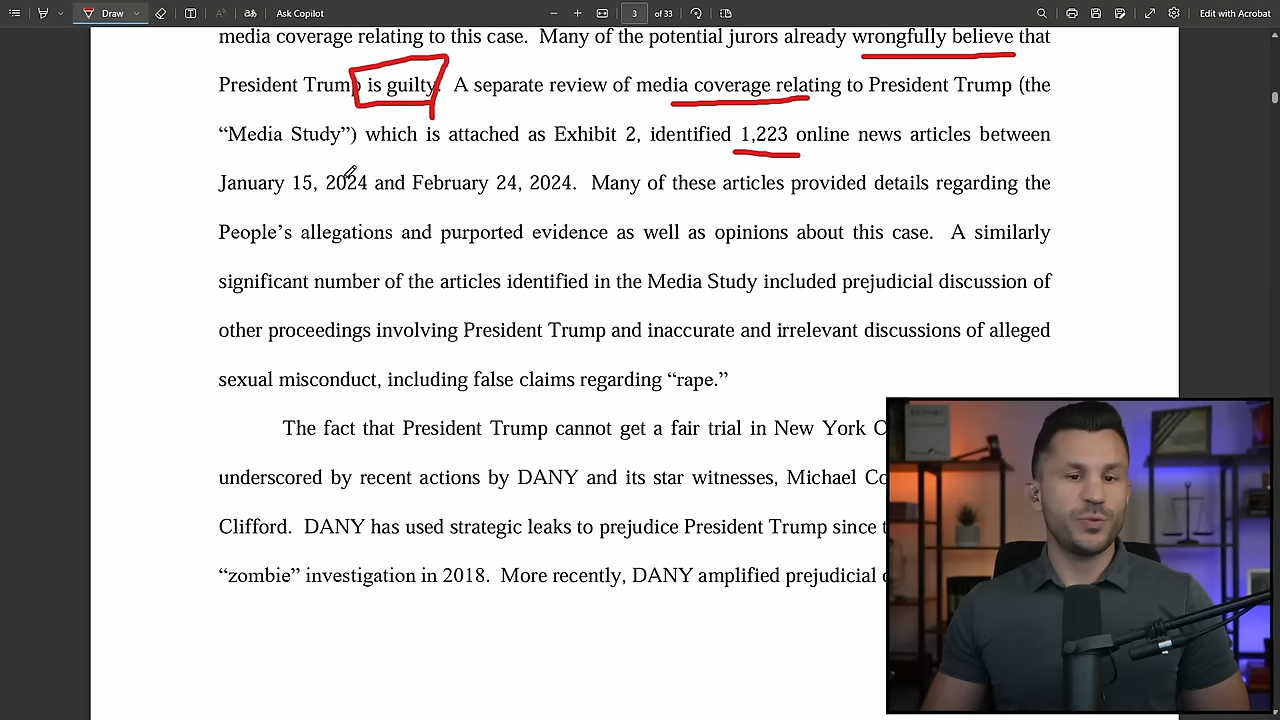 Draw
Ask Copilot
3 of 33
Edit with Acrobat
media coverage relating to this case. Many of the potential jurors already wrongfully believe that
President Trump is guilty. A separate review of media coverage relating to President Trump (the
“Media Study”) which is attached as Exhibit 2, identified 1,223 online news articles between
January 15, 2024 and February 24, 2024. Many of these articles provided details regarding the
People’s allegations and purported evidence as well as opinions about this case. A similarly
significant number of the articles identified in the Media Study included prejudicial discussion of
other proceedings involving President Trump and inaccurate and irrelevant discussions of alleged
sexual misconduct, including false claims regarding “rape.”
The fact that President Trump cannot get a fair trial in New York C
underscored by recent actions by DANY and its star witnesses, Michael Co
Clifford. DANY has used strategic leaks to prejudice President Trump since t
“zombie” investigation in 2018. More recently, DANY amplified prejudicial